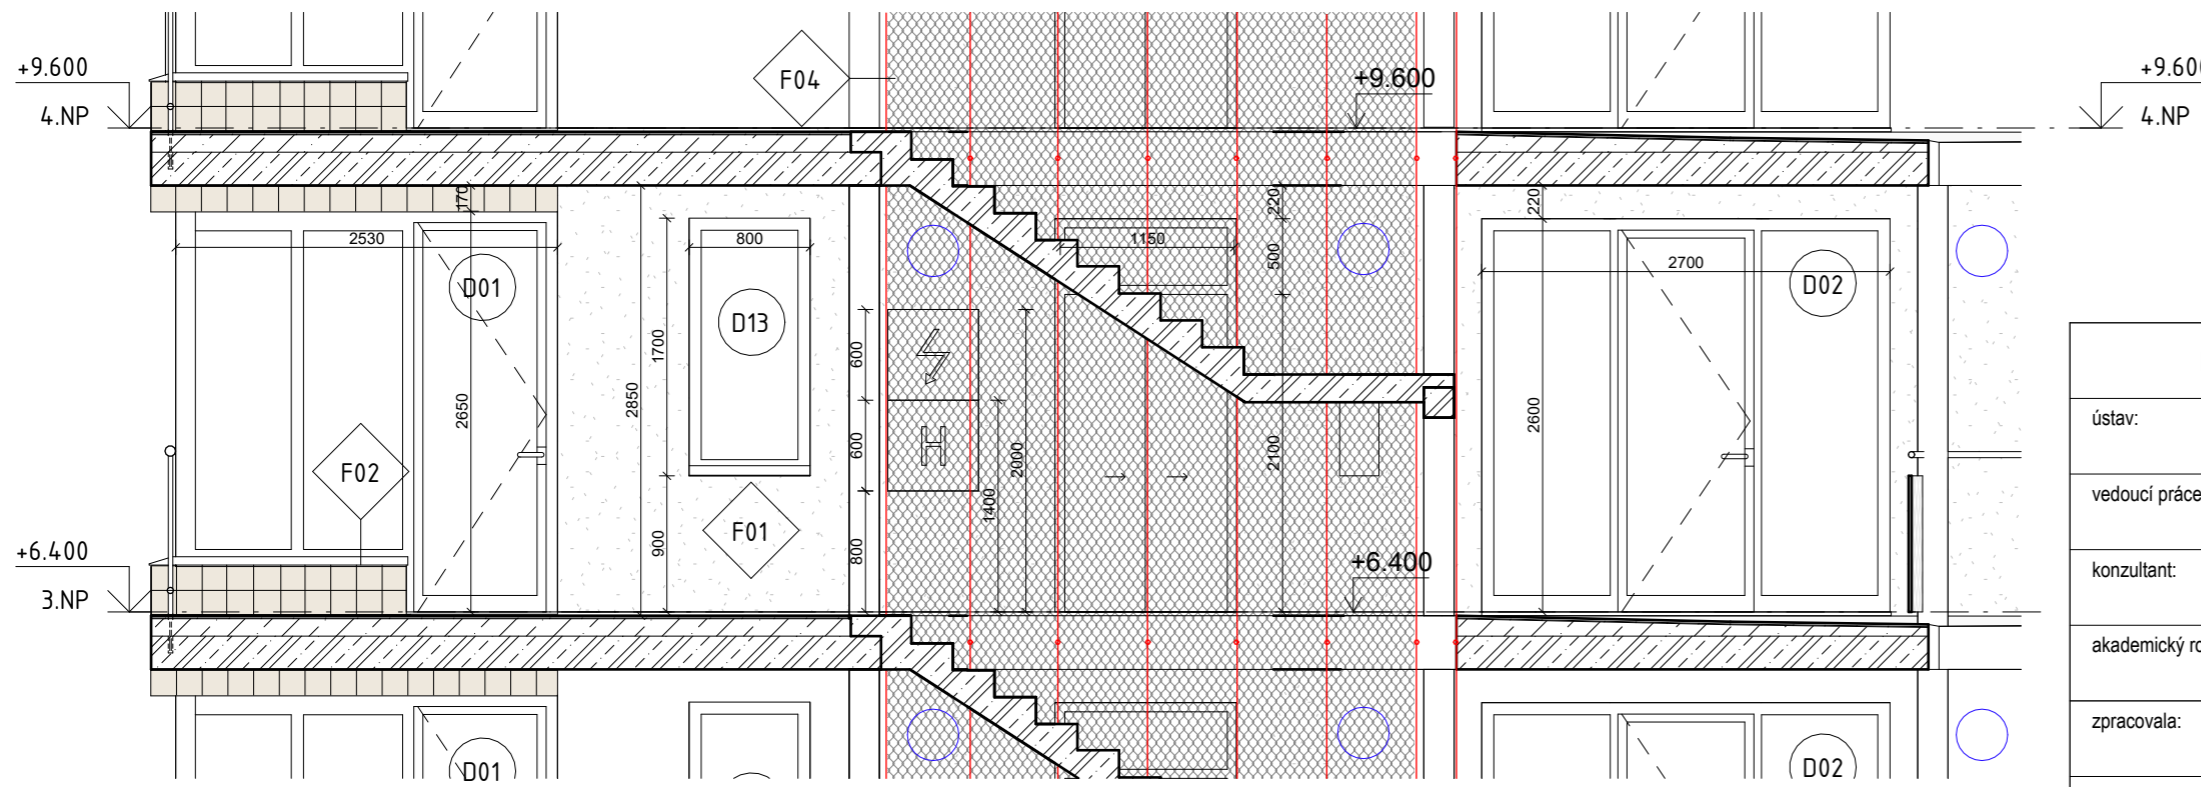 +9.600
4.NP
F04
+9.600
+9.600
4.NP
170
2530
D01
2650
2850
1700
800
D13
900
F01
F02
600
600
800
H
1400
2000
1150
220
500
2100
220
2700
D02
2600
+6.400
3.NP
+6.400
D01
D02
ústav:
vedoucí práce
konzultant:
akademický ro
zpracovala: